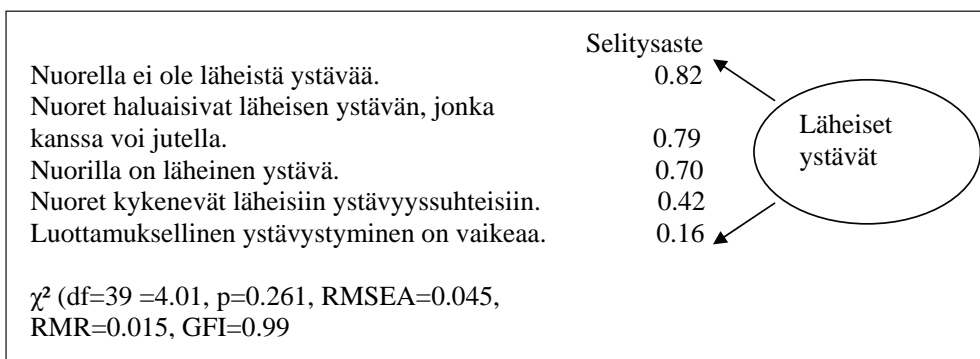 Selitysaste
Nuorella ei ole läheistä ystävää. 0.82
Nuoret haluaisivat läheisen ystävän, jonka
kanssa voi jutella. 0.79
Nuorilla on läheinen ystävä. 0.70
Nuoret kykenevät läheisiin ystävyyssuhteisiin. 0.42
Luottamuksellinen ystävystyminen on vaikeaa. 0.16
Läheiset
ystävät
χ² (df=39 =4.01, p=0.261, RMSEA=0.045,
RMR=0.015, GFI=0.99